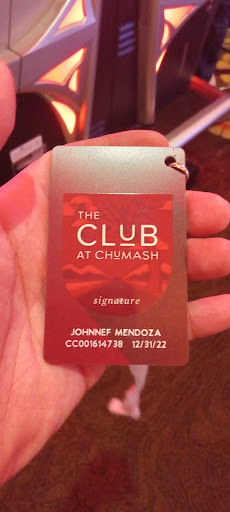 THE
CLUB
AT CHUMASH
signature
JOHNNEF MENDOZA
CC001614738 12/31/22